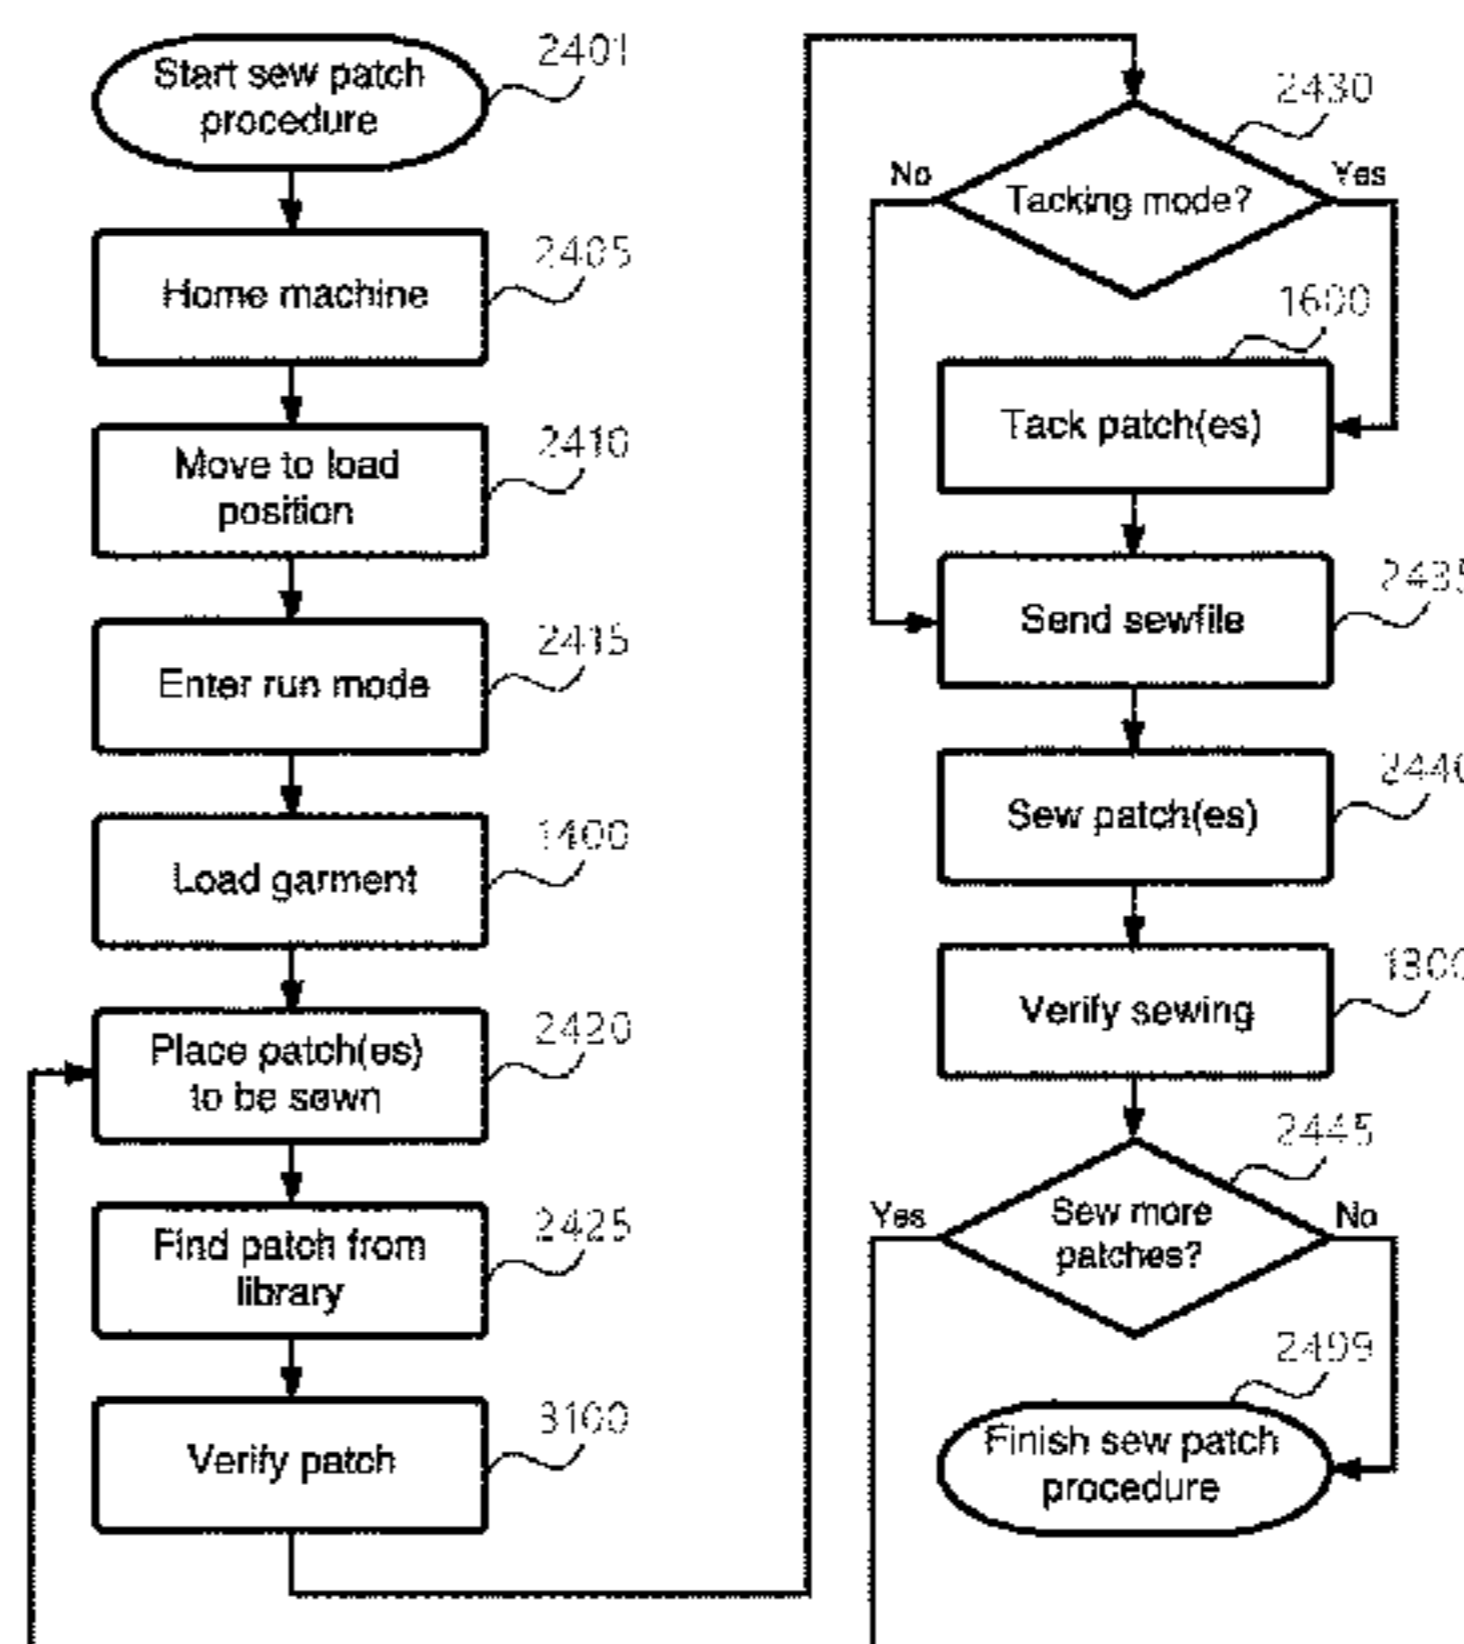 Start sew patch
procedure
2401
Home machine
2405
Move to load
position
2410
Enter run mode
2415
Load garment
1400
Place patch(es)
to be sewn
2420
Find patch from
library
2425
Verify patch
3100
Tacking mode?
2430
No
Yes
Tack patch(es)
1600
Send sewfile
2435
Sew patch(es)
2440
Verify sewing
Sew more
patches?
2445
Yes
No
Finish sew patch
procedure
2499